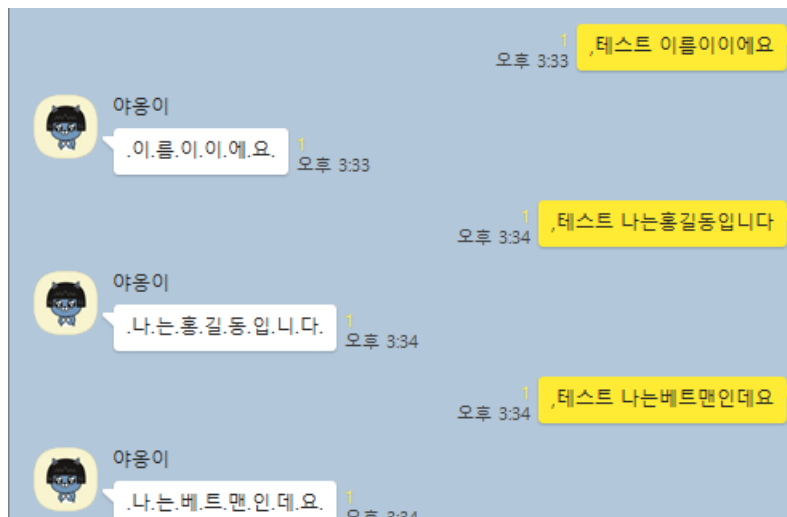 1
오후 3:33
,테스트 이름이이에요
야옹이
.이.름.이.이.에.요.
1
오후 3:33
1
오후 3:34
,테스트 나는홍길동입니다
야옹이
.나.는.홍.길.동.입.니.다.
1
오후 3:34
1
오후 3:34
,테스트 나는베트맨인데요
야옹이
.나.는.베.트.맨.인.데.요.
1
오후 3:34